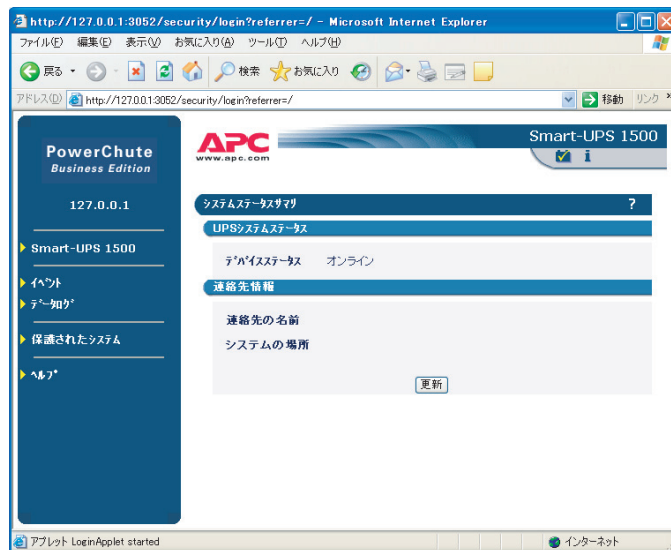 http://127.0.0.1:3052/security/login?referrer=/ - Microsoft Internet Explorer
ファイル(F) 編集(E) 表示(V) お気に入り(A) ツール(T) ヘルプ(H)
戻る 検索 お気に入り
アドレス(D) http://127.0.0.1:3052/security/login?referrer=/ 移動 リンク »
PowerChute
Business Edition
127.0.0.1
Smart-UPS 1500
イベント
データログ
保護されたシステム
ヘルプ
APC
www.apc.com
Smart-UPS 1500
i
システムステータスサマリ ?
UPSシステムステータス
デバイスステータス オンライン
連絡先情報
連絡先の名前
システムの場所
更新
アプレット LoginApplet started インターネット